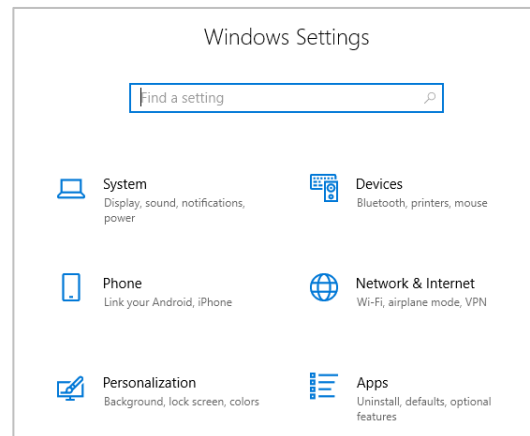 Windows Settings
Find a setting
System
Display, sound, notifications,
power
Devices
Bluetooth, printers, mouse
Phone
Link your Android, iPhone
Network & Internet
Wi-Fi, airplane mode, VPN
Personalization
Background, lock screen, colors
Apps
Uninstall, defaults, optional
features